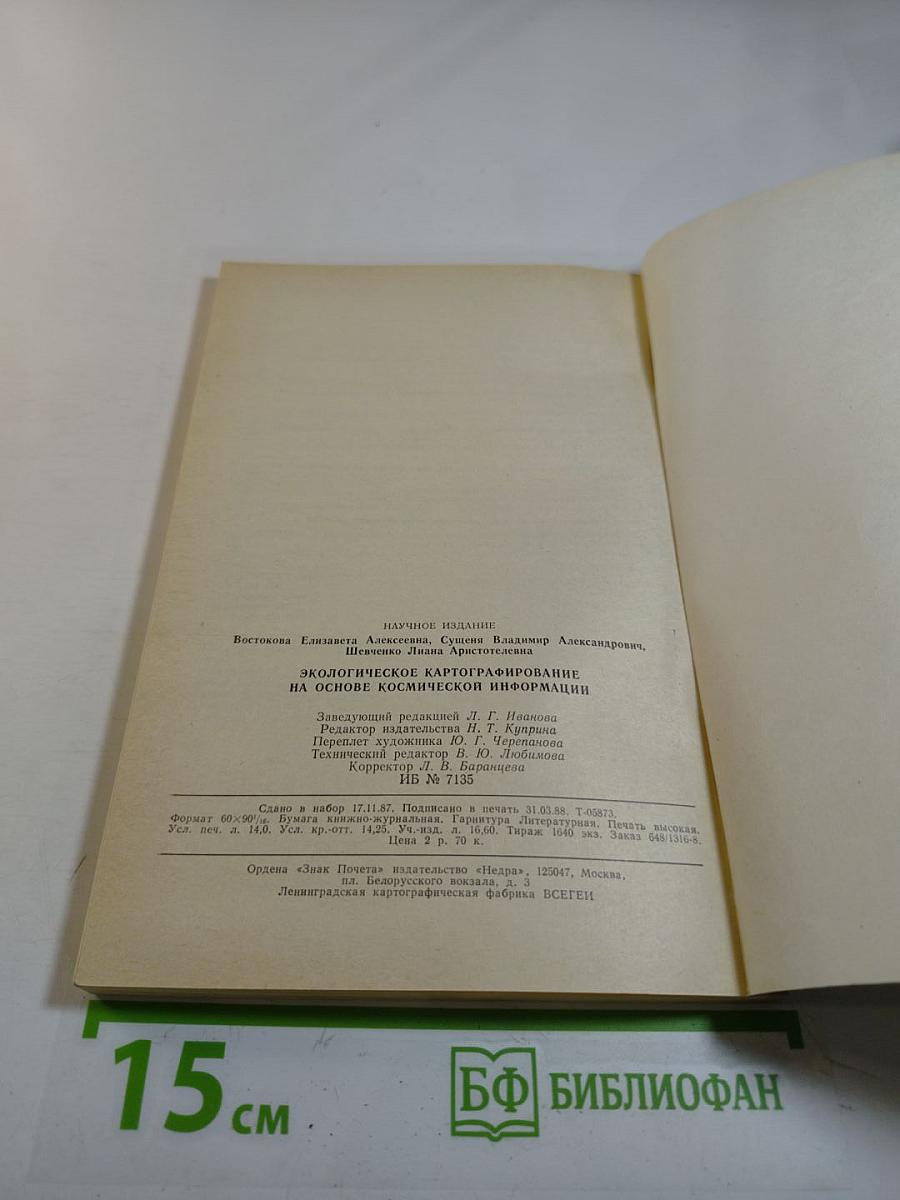 НАУЧНОЕ ИЗДАНИЕ
Востокова Елизавета Алексеевна, Сущеня Владимир Александрович,
Шевченко Лиана Аристотелевна
ЭКОЛОГИЧЕСКОЕ КАРТОГРАФИРОВАНИЕ
НА ОСНОВЕ КОСМИЧЕСКОЙ ИНФОРМАЦИИ
Заведующий редакцией Л. Г. Иванова
Редактор издательства Н. Т. Куприна
Переплет художника Ю. Г. Черепанова
Технический редактор В. Ю. Любимова
Корректор Л. В. Баранцева
ИБ № 7135
Сдано в набор 17.11.87. Подписано в печать 31.03.88. Т-05873.
Формат 60×90¹/₁₆. Бумага книжно-журнальная. Гарнитура Литературная. Печать высокая.
Усл. печ. л. 14,0. Усл. кр.-отт. 14,25. Уч.-изд. л. 16,60. Тираж 1640 экз. Заказ 648/1316-8.
Цена 2 р. 70 к.
Ордена «Знак Почета» издательство «Недра», 125047, Москва,
пл. Белорусского вокзала, д. 3
Ленинградская картографическая фабрика ВСЕГЕИ
15 см
БФ БИБЛИОФАН